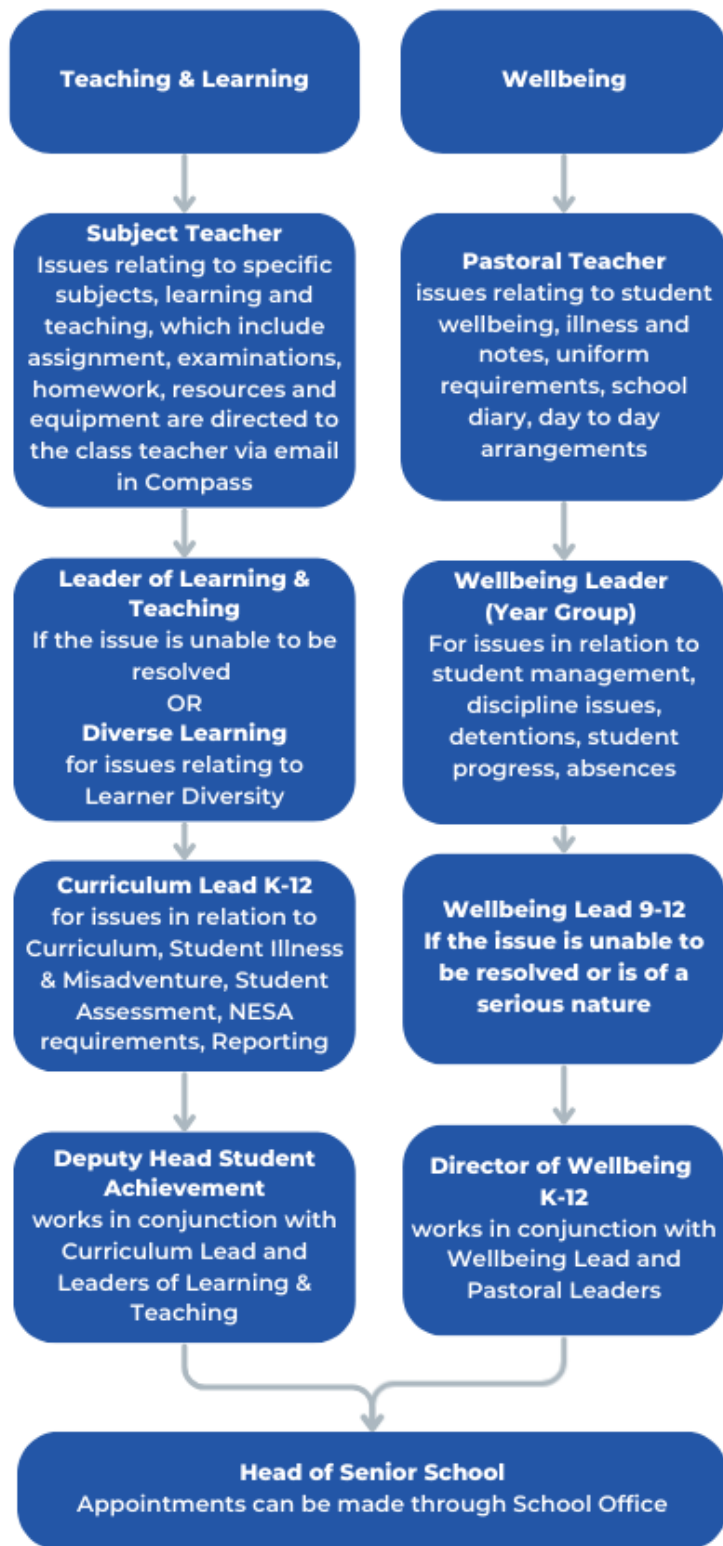 Teaching & Learning
Subject Teacher
Issues relating to specific
subjects, learning and
teaching, which include
assignment, examinations,
homework, resources and
equipment are directed to
the class teacher via email
in Compass
Leader of Learning &
Teaching
If the issue is unable to be
resolved
OR
Diverse Learning
for issues relating to
Learner Diversity
Curriculum Lead K-12
for issues in relation to
Curriculum, Student Illness
& Misadventure, Student
Assessment, NESA
requirements, Reporting
Deputy Head Student
Achievement
works in conjunction with
Curriculum Lead and
Leaders of Learning &
Teaching
Wellbeing
Pastoral Teacher
issues relating to student
wellbeing, illness and
notes, uniform
requirements, school
diary, day to day
arrangements
Wellbeing Leader
(Year Group)
For issues in relation to
student management,
discipline issues,
detentions, student
progress, absences
Wellbeing Lead 9-12
If the issue is unable to
be resolved or is of a
serious nature
Director of Wellbeing
K-12
works in conjunction with
Wellbeing Lead and
Pastoral Leaders
Head of Senior School
Appointments can be made through School Office